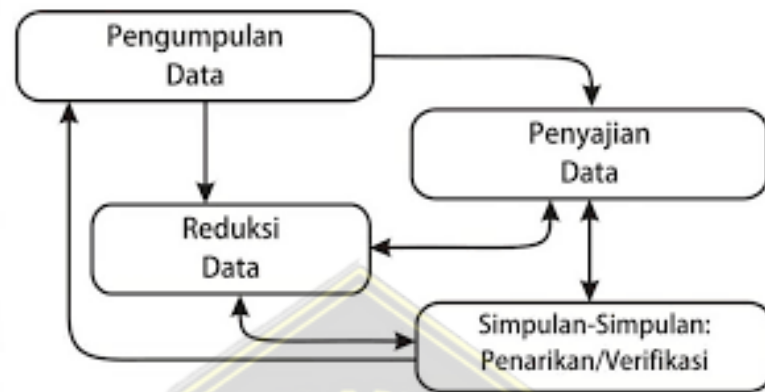 Pengumpulan
Data
Penyajian
Data
Reduksi
Data
Simpulan-Simpulan:
Penarikan/Verifikasi